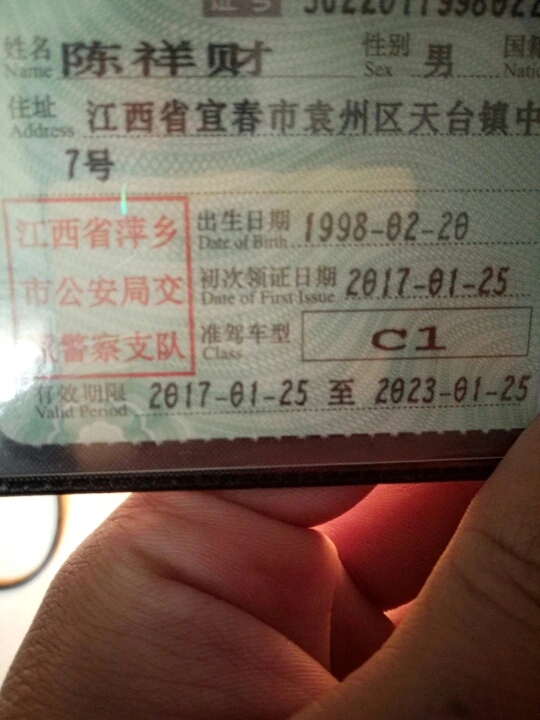 证号
姓名 陈祥财 性别 男 国籍
Name Sex
住址 江西省宜春市袁州区天台镇中
Address
7号
江西省萍乡
市公安局交
警察支队
出生日期 1998-02-20
Date of Birth
初次领证日期 2017-01-25
Date of First Issue
准驾车型 C1
Class
有效期限 2017-01-25 至 2023-01-25
Valid Period